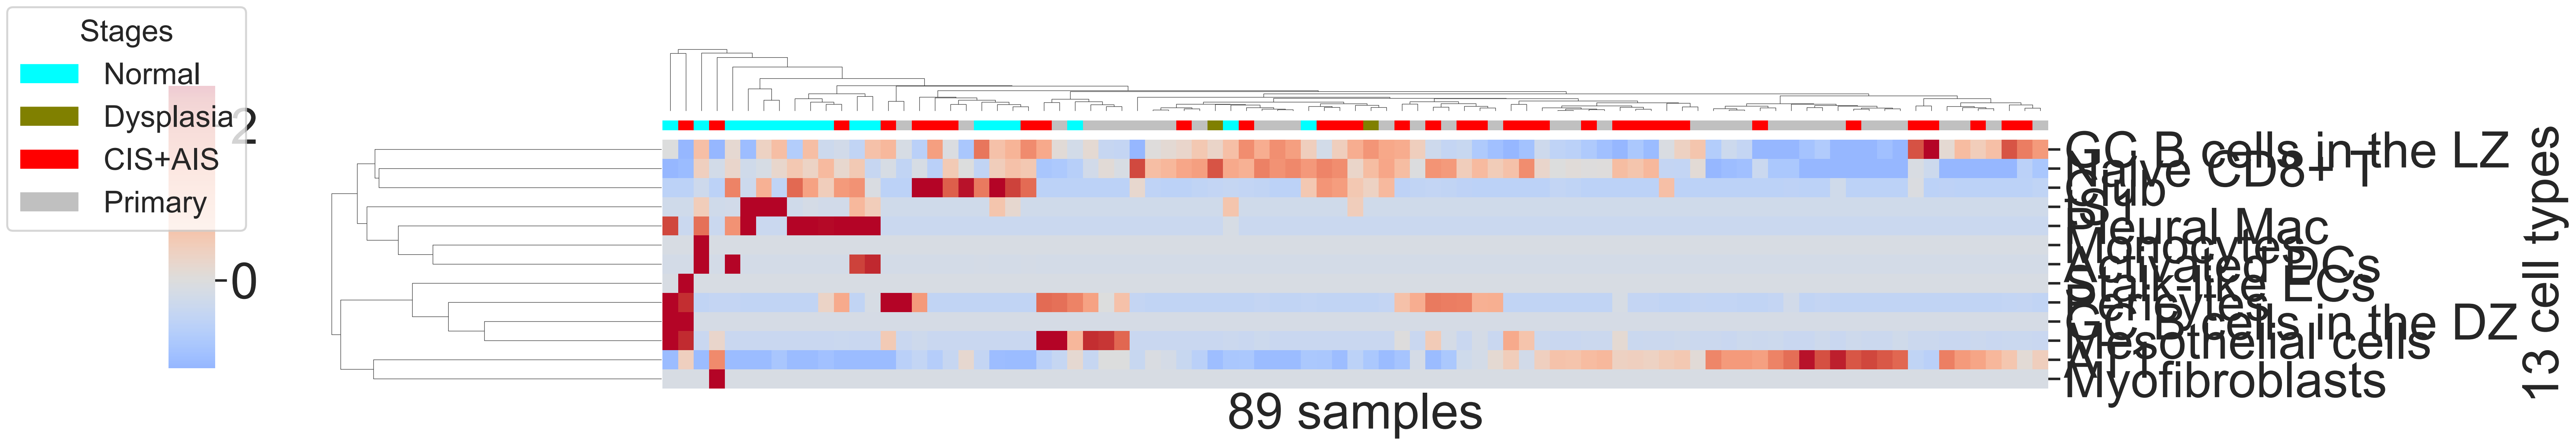 Stages
Normal
Dysplasia
CIS+AIS
Primary
2
0
GC B cells in the LZ
Naive CD8+ T
Club
Pleural Mac
Monocytes
Activated DCs
Stalk-like ECs
Pericytes
GC B cells in the DZ
Mesothelial cells
AT1
Myofibroblasts
13 cell types
89 samples